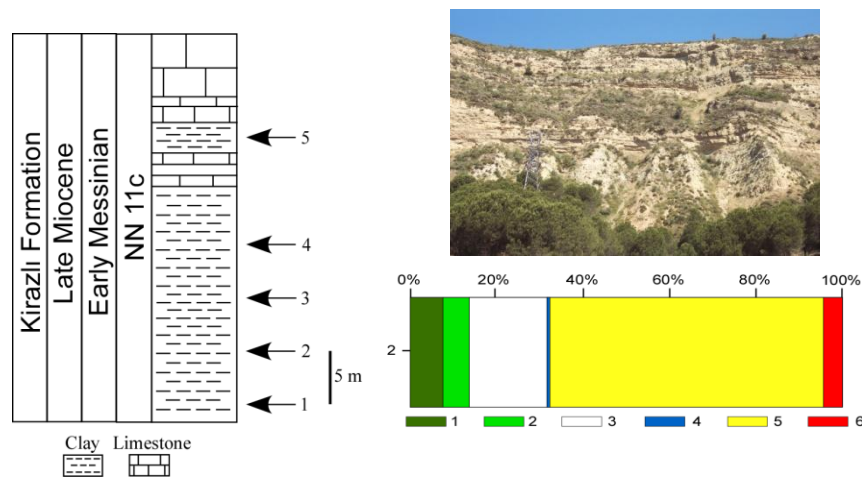 Kirazlı Formation
Late Miocene
Early Messinian
NN 11c
5
4
3
2
1
5 m
Clay
Limestone
0%
20%
40%
60%
80%
100%
2
1
2
3
4
5
6